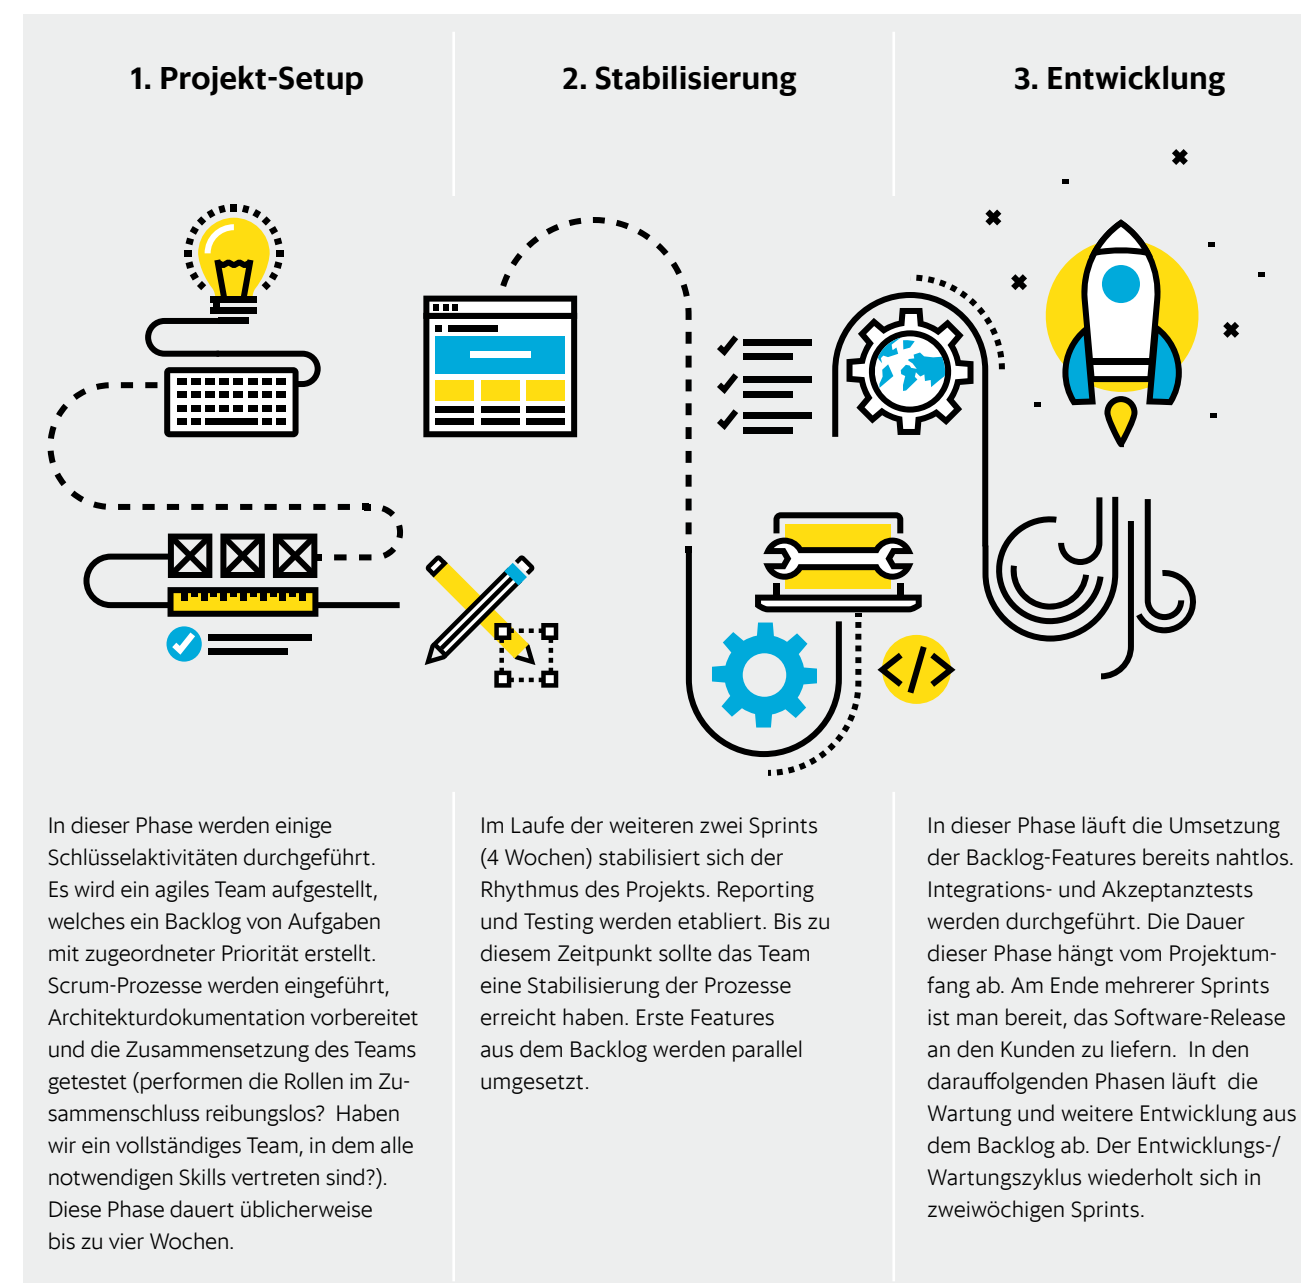 1. Projekt-Setup
2. Stabilisierung
3. Entwicklung
</>
In dieser Phase werden einige
Schlüsselaktivitäten durchgeführt.
Es wird ein agiles Team aufgestellt,
welches ein Backlog von Aufgaben
mit zugeordneter Priorität erstellt.
Scrum-Prozesse werden eingeführt,
Architekturdokumentation vorbereitet
und die Zusammensetzung des Teams
getestet (performen die Rollen im Zu-
sammenschluss reibungslos?  Haben
wir ein vollständiges Team, in dem alle
notwendigen Skills vertreten sind?).
Diese Phase dauert üblicherweise
bis zu vier Wochen.
Im Laufe der weiteren zwei Sprints
(4 Wochen) stabilisiert sich der
Rhythmus des Projekts. Reporting
und Testing werden etabliert. Bis zu
diesem Zeitpunkt sollte das Team
eine Stabilisierung der Prozesse
erreicht haben. Erste Features
aus dem Backlog werden parallel
umgesetzt.
In dieser Phase läuft die Umsetzung
der Backlog-Features bereits nahtlos.
Integrations- und Akzeptanztests
werden durchgeführt. Die Dauer
dieser Phase hängt vom Projektum-
fang ab. Am Ende mehrerer Sprints
ist man bereit, das Software-Release
an den Kunden zu liefern.  In den
darauffolgenden Phasen läuft  die
Wartung und weitere Entwicklung aus
dem Backlog ab. Der Entwicklungs-/
Wartungszyklus wiederholt sich in
zweiwöchigen Sprints.